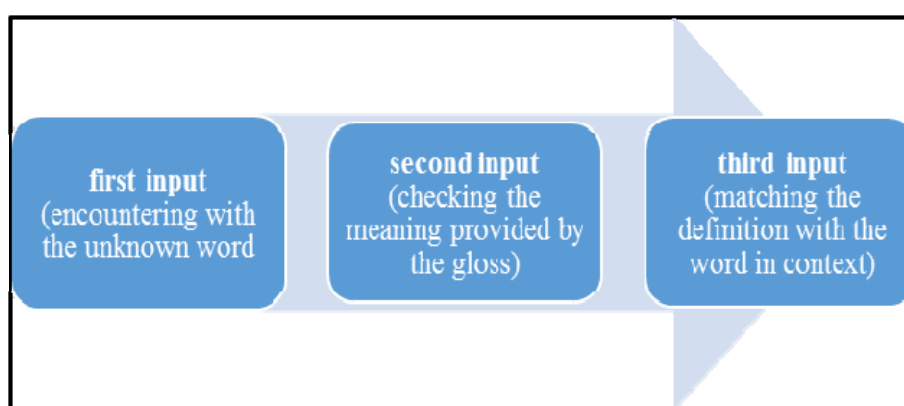 first input
(encountering with
the unknown word
second input
(checking the
meaning provided by
the gloss)
third input
(matching the
definition with the
word in context)